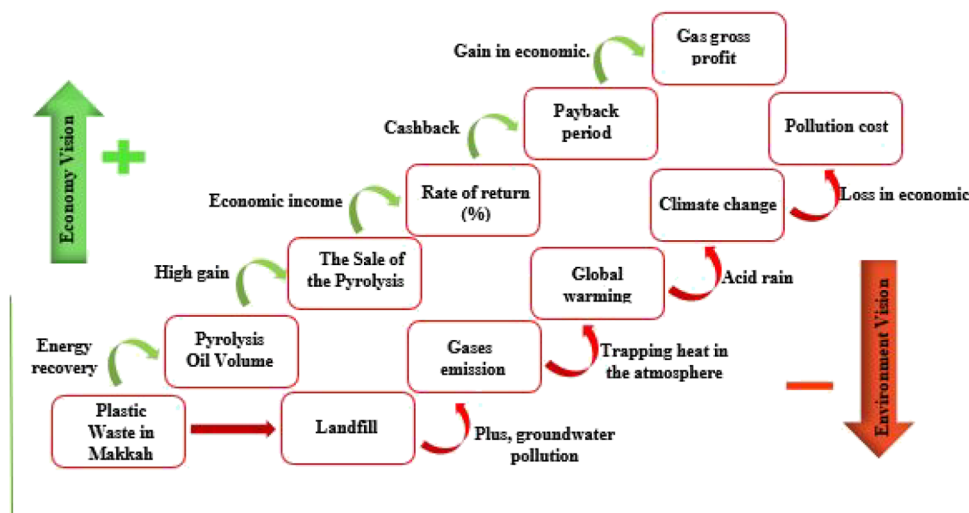 Gas gross
profit
Gain in economic.
Payback
period
Pollution cost
Cashback
Rate of return
(%)
Climate change
Loss in economic
Economic income
The Sale of
the Pyrolysis
Global
warming
Acid rain
High gain
Pyrolysis
Oil Volume
Gases
emission
Trapping heat in
the atmosphere
Energy
recovery
Plastic
Waste in
Makkah
Landfill
Plus, groundwater
pollution
Economy Vision
Environment Vision